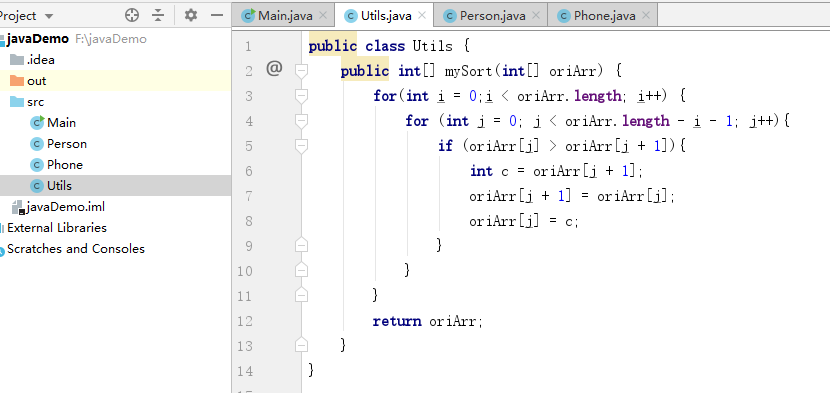 Project
Main.java
Utils.java
Person.java
Phone.java
javaDemo F:\javaDemo
.idea
out
src
Main
Person
Phone
Utils
javaDemo.iml
External Libraries
Scratches and Consoles
1 public class Utils {
2 @ public int[] mySort(int[] oriArr) {
3 for(int i = 0;i < oriArr.length; i++) {
4 for (int j = 0; j < oriArr.length - i - 1; j++){
5 if (oriArr[j] > oriArr[j + 1]){
6 int c = oriArr[j + 1];
7 oriArr[j + 1] = oriArr[j];
8 oriArr[j] = c;
9 }
10 }
11 }
12 return oriArr;
13 }
14 }